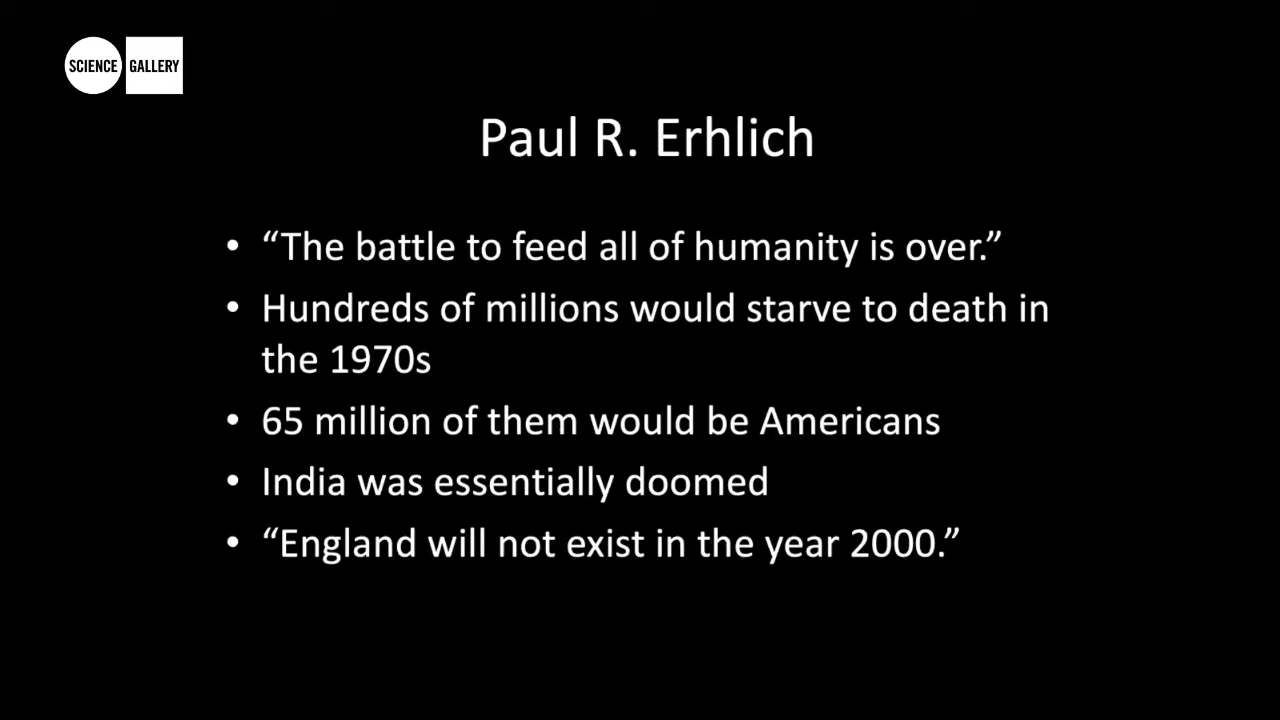 SCIENCE GALLERY
Paul R. Erhlich
• “The battle to feed all of humanity is over.”
• Hundreds of millions would starve to death in
the 1970s
• 65 million of them would be Americans
• India was essentially doomed
• “England will not exist in the year 2000.”